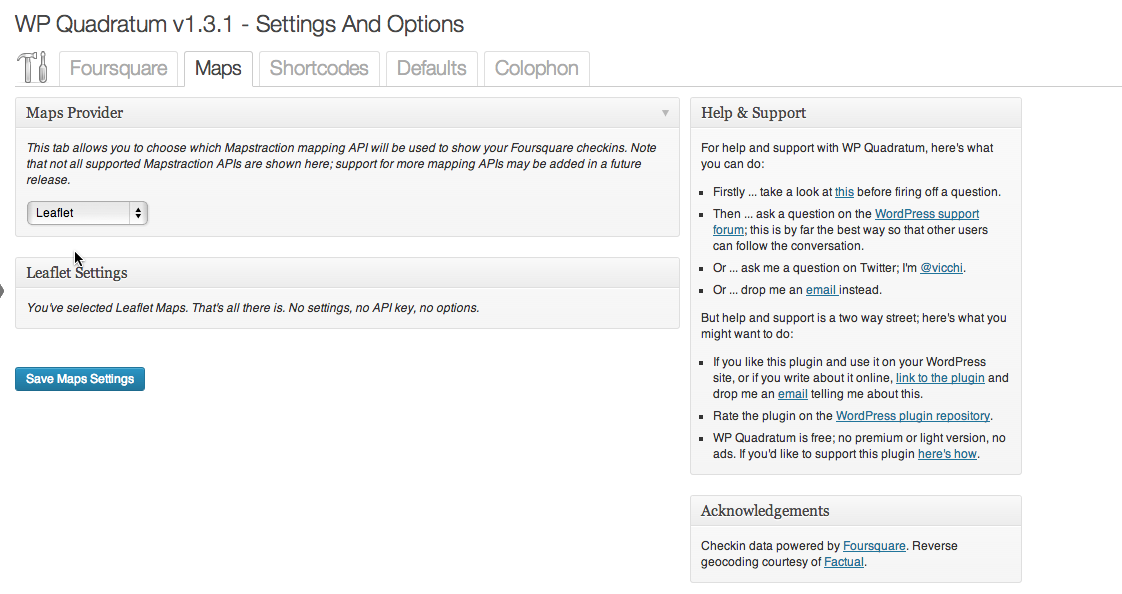 WP Quadratum v1.3.1 - Settings And Options
Foursquare
Maps
Shortcodes
Defaults
Colophon
Maps Provider
This tab allows you to choose which Mapstraction mapping API will be used to show your Foursquare checkins. Note
that not all supported Mapstraction APIs are shown here; support for more mapping APIs may be added in a future
release.
Leaflet
Leaflet Settings
You've selected Leaflet Maps. That's all there is. No settings, no API key, no options.
Save Maps Settings
Help & Support
For help and support with WP Quadratum, here's what
you can do:
Firstly ... take a look at this before firing off a question.
Then ... ask a question on the WordPress support
forum; this is by far the best way so that other users
can follow the conversation.
Or ... ask me a question on Twitter; I'm @vicchi.
Or ... drop me an email instead.
But help and support is a two way street; here's what you
might want to do:
If you like this plugin and use it on your WordPress
site, or if you write about it online, link to the plugin and
drop me an email telling me about this.
Rate the plugin on the WordPress plugin repository.
WP Quadratum is free; no premium or light version, no
ads. If you'd like to support this plugin here's how.
Acknowledgements
Checkin data powered by Foursquare. Reverse
geocoding courtesy of Factual.